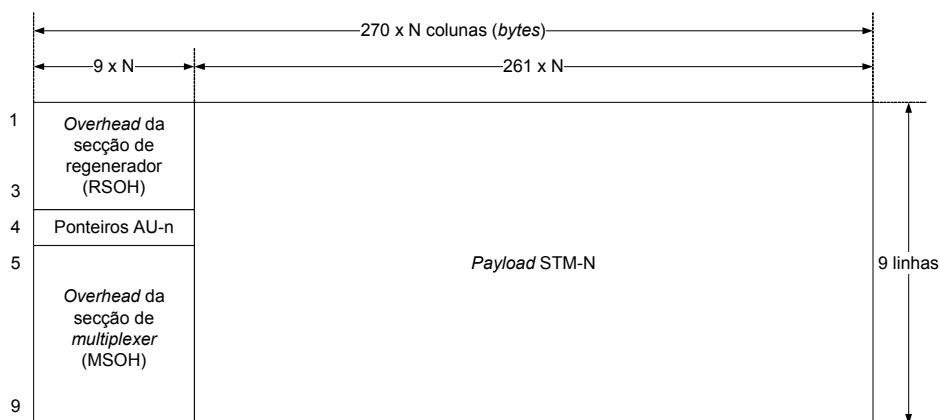 270 x N colunas (bytes)
9 x N
261 x N
1
Overhead da
secção de
regenerador
(RSOH)
3
4
Ponteiros AU-n
5
Payload STM-N
9 linhas
Overhead da
secção de
multiplexer
(MSOH)
9